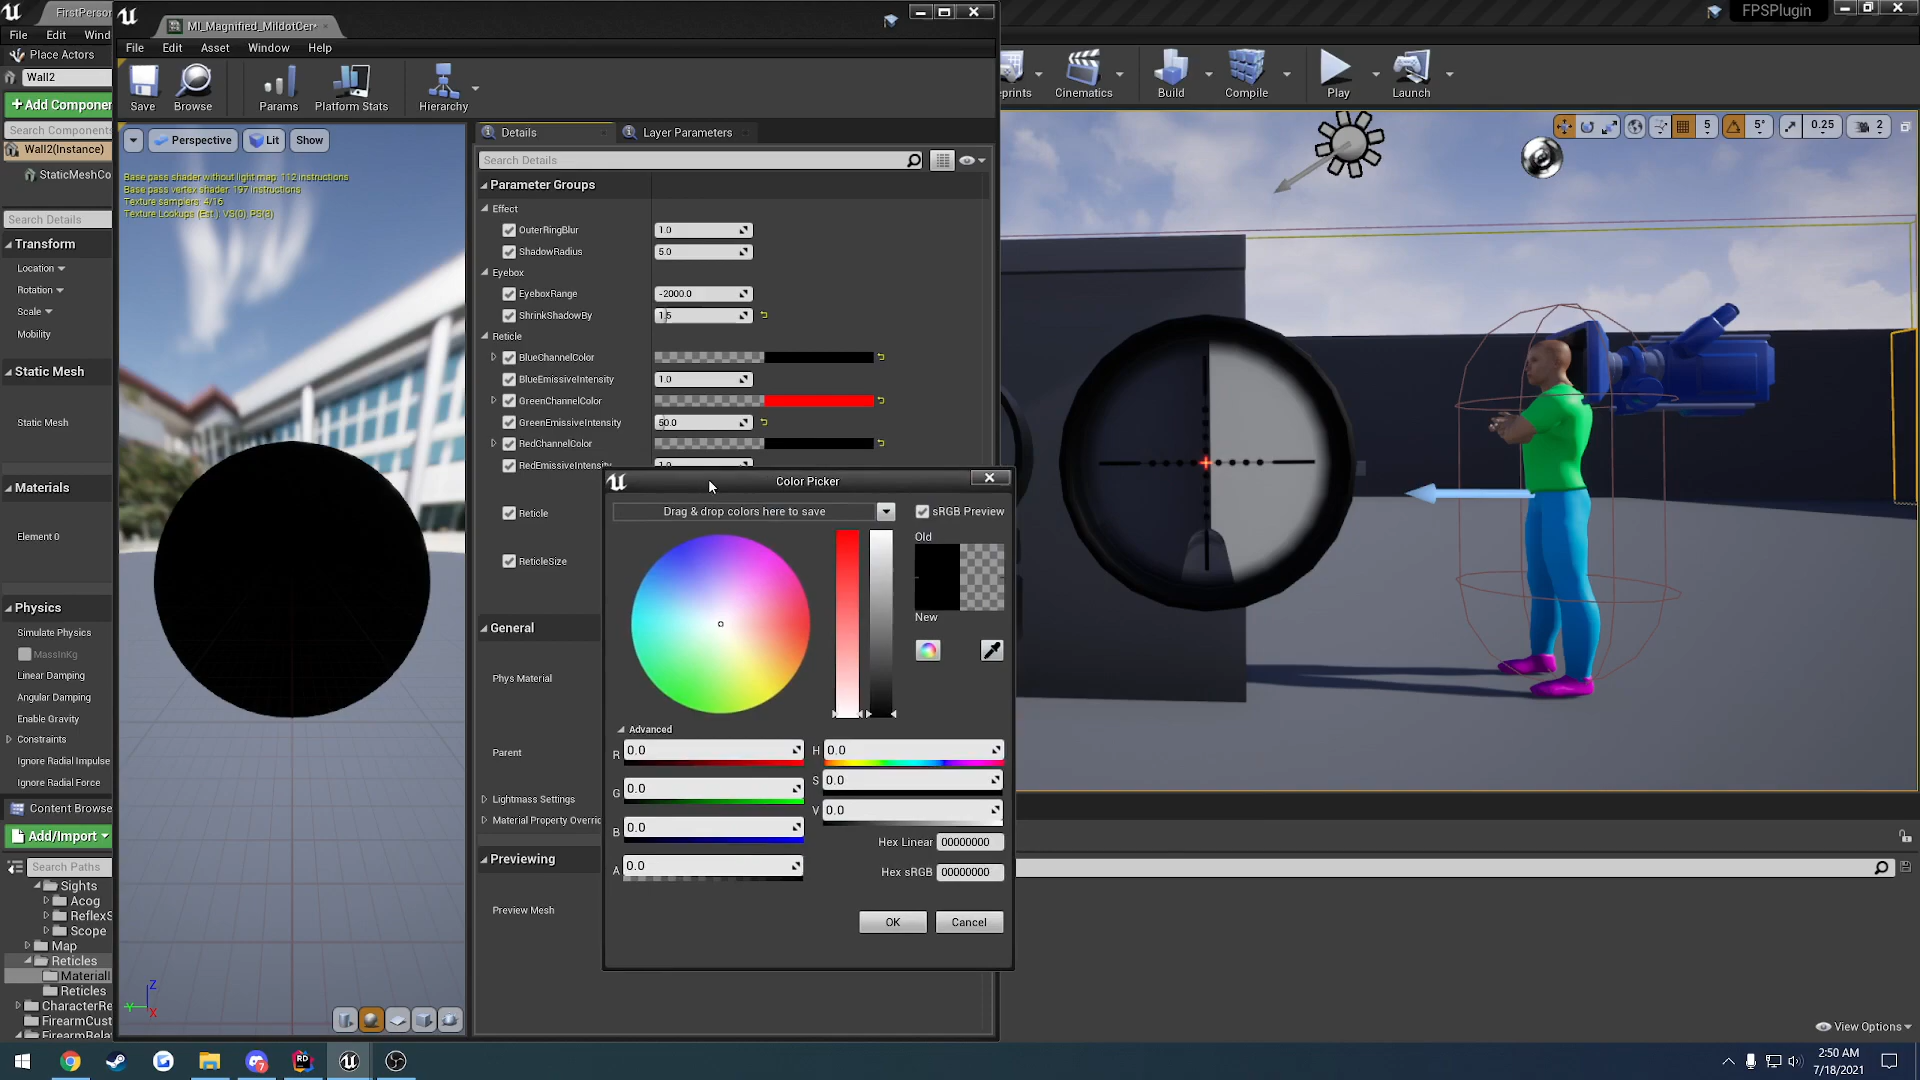 FirstPerson
MI_Magnified_MildotCer*
FPSPlugin
File Edit Wind
File Edit Asset Window Help
Place Actors
Wall2
Add Componen
Search Components
Wall2(Instance)
StaticMeshCo
Search Details
Save Browse Params Platform Stats Hierarchy
Cinematics Build Compile Play Launch
Perspective Lit Show
5 5° 0.25 2
Base pass shader without light map: 112 instructions
Base pass vertex shader: 197 instructions
Texture samplers: 4/16
Texture Lookups (Est.): VS(0), PS(3)
Transform
Location
Rotation
Scale
Mobility
Static Mesh
Static Mesh
Materials
Element 0
Physics
Simulate Physics
MassInKg
Linear Damping
Angular Damping
Enable Gravity
Constraints
Ignore Radial Impulse
Ignore Radial Force
Content Browse
Add/Import
Search Paths
Sights
Acog
ReflexS
Scope
Map
Reticles
Materiall
Reticles
CharacterRe
FirearmCust
FirearmRela
Z
Y
X
Details Layer Parameters
Search Details
Parameter Groups
Effect
OuterRingBlur 1.0
ShadowRadius 5.0
Eyebox
EyeboxRange -2000.0
ShrinkShadowBy 1.5
Reticle
BlueChannelColor
BlueEmissiveIntensity 1.0
GreenChannelColor
GreenEmissiveIntensity 50.0
RedChannelColor
RedEmissiveIntensity 1.0
Reticle
ReticleSize
General
Phys Material
Parent
Lightmass Settings
Material Property Overric
Previewing
Preview Mesh
Color Picker
Drag & drop colors here to save
sRGB Preview
Old
New
Advanced
R 0.0 H 0.0
G 0.0 S 0.0
B 0.0 V 0.0
A 0.0
Hex Linear 00000000
Hex sRGB 00000000
OK Cancel
View Options
2:50 AM
7/18/2021